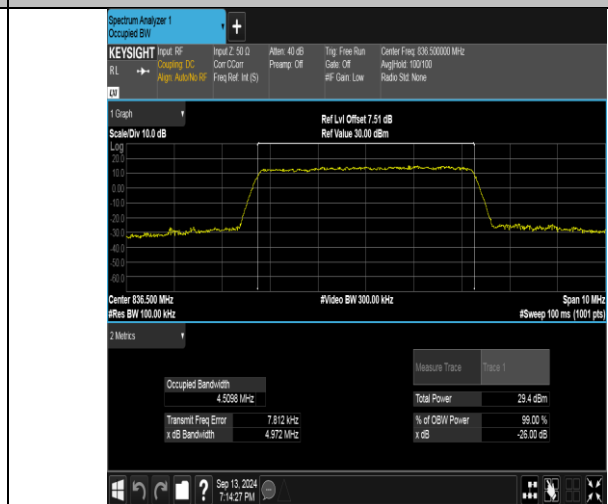 Spectrum Analyzer 1
Occupied BW
+
KEYSIGHT Input: RF Input Z: 50 Ω Atten: 40 dB Trig: Free Run Center Freq: 836.500000 MHz
RL Coupling: DC Corr CCorr Preamp: Off Gate: Off Avg|Hold: 100/100
Align: Auto/No RF Freq Ref: Int (S) #IF Gain: Low Radio Std: None
LXI
1 Graph Ref Lvl Offset 7.51 dB
Scale/Div 10.0 dB Ref Value 30.00 dBm
Log
20.0
10.0
0.00
-10.0
-20.0
-30.0
-40.0
-50.0
-60.0
Center 836.500 MHz #Video BW 300.00 kHz Span 10 MHz
#Res BW 100.00 kHz #Sweep 100 ms (1001 pts)
2 Metrics
Measure Trace Trace 1
Occupied Bandwidth
4.5098 MHz Total Power 29.4 dBm
Transmit Freq Error 7.812 kHz % of OBW Power 99.00 %
x dB Bandwidth 4.972 MHz x dB -26.00 dB
? Sep 13, 2024
7:14:27 PM